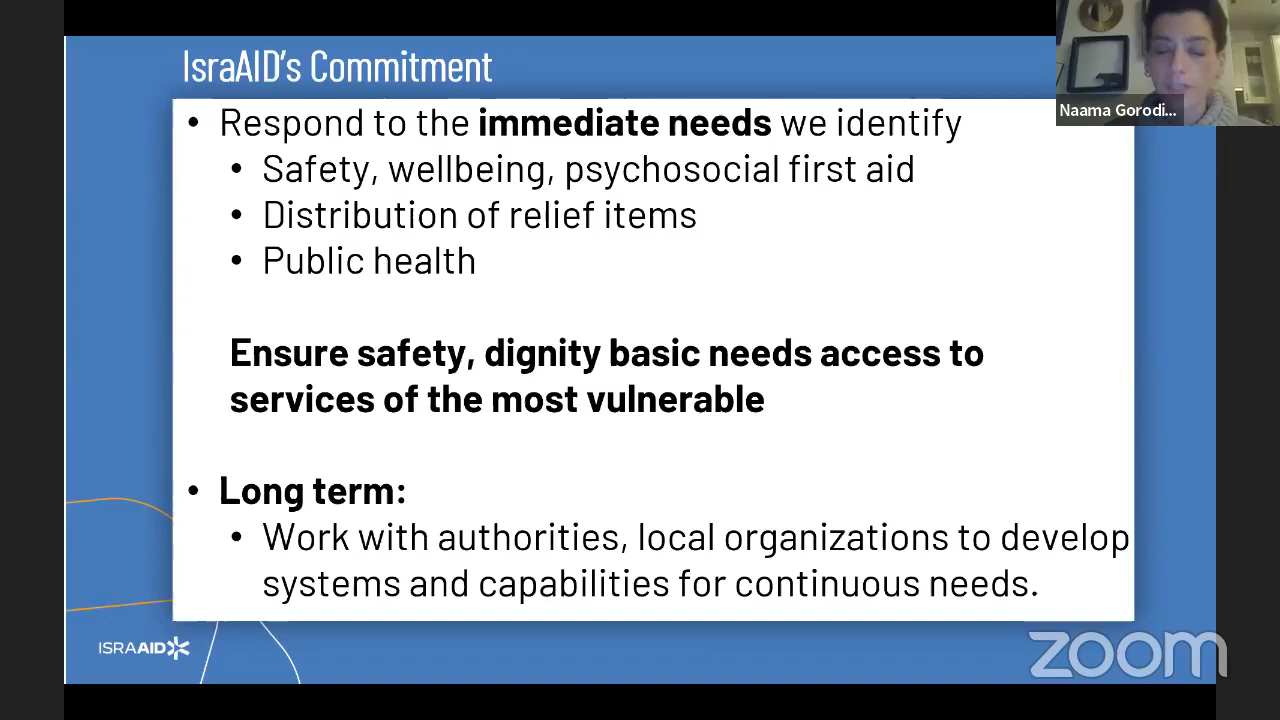 IsraAID's Commitment
Naama Gorodi...
• Respond to the immediate needs we identify
• Safety, wellbeing, psychosocial first aid
• Distribution of relief items
• Public health
Ensure safety, dignity basic needs access to
services of the most vulnerable
• Long term:
• Work with authorities, local organizations to develop
systems and capabilities for continuous needs.
ISRAAID
zoom